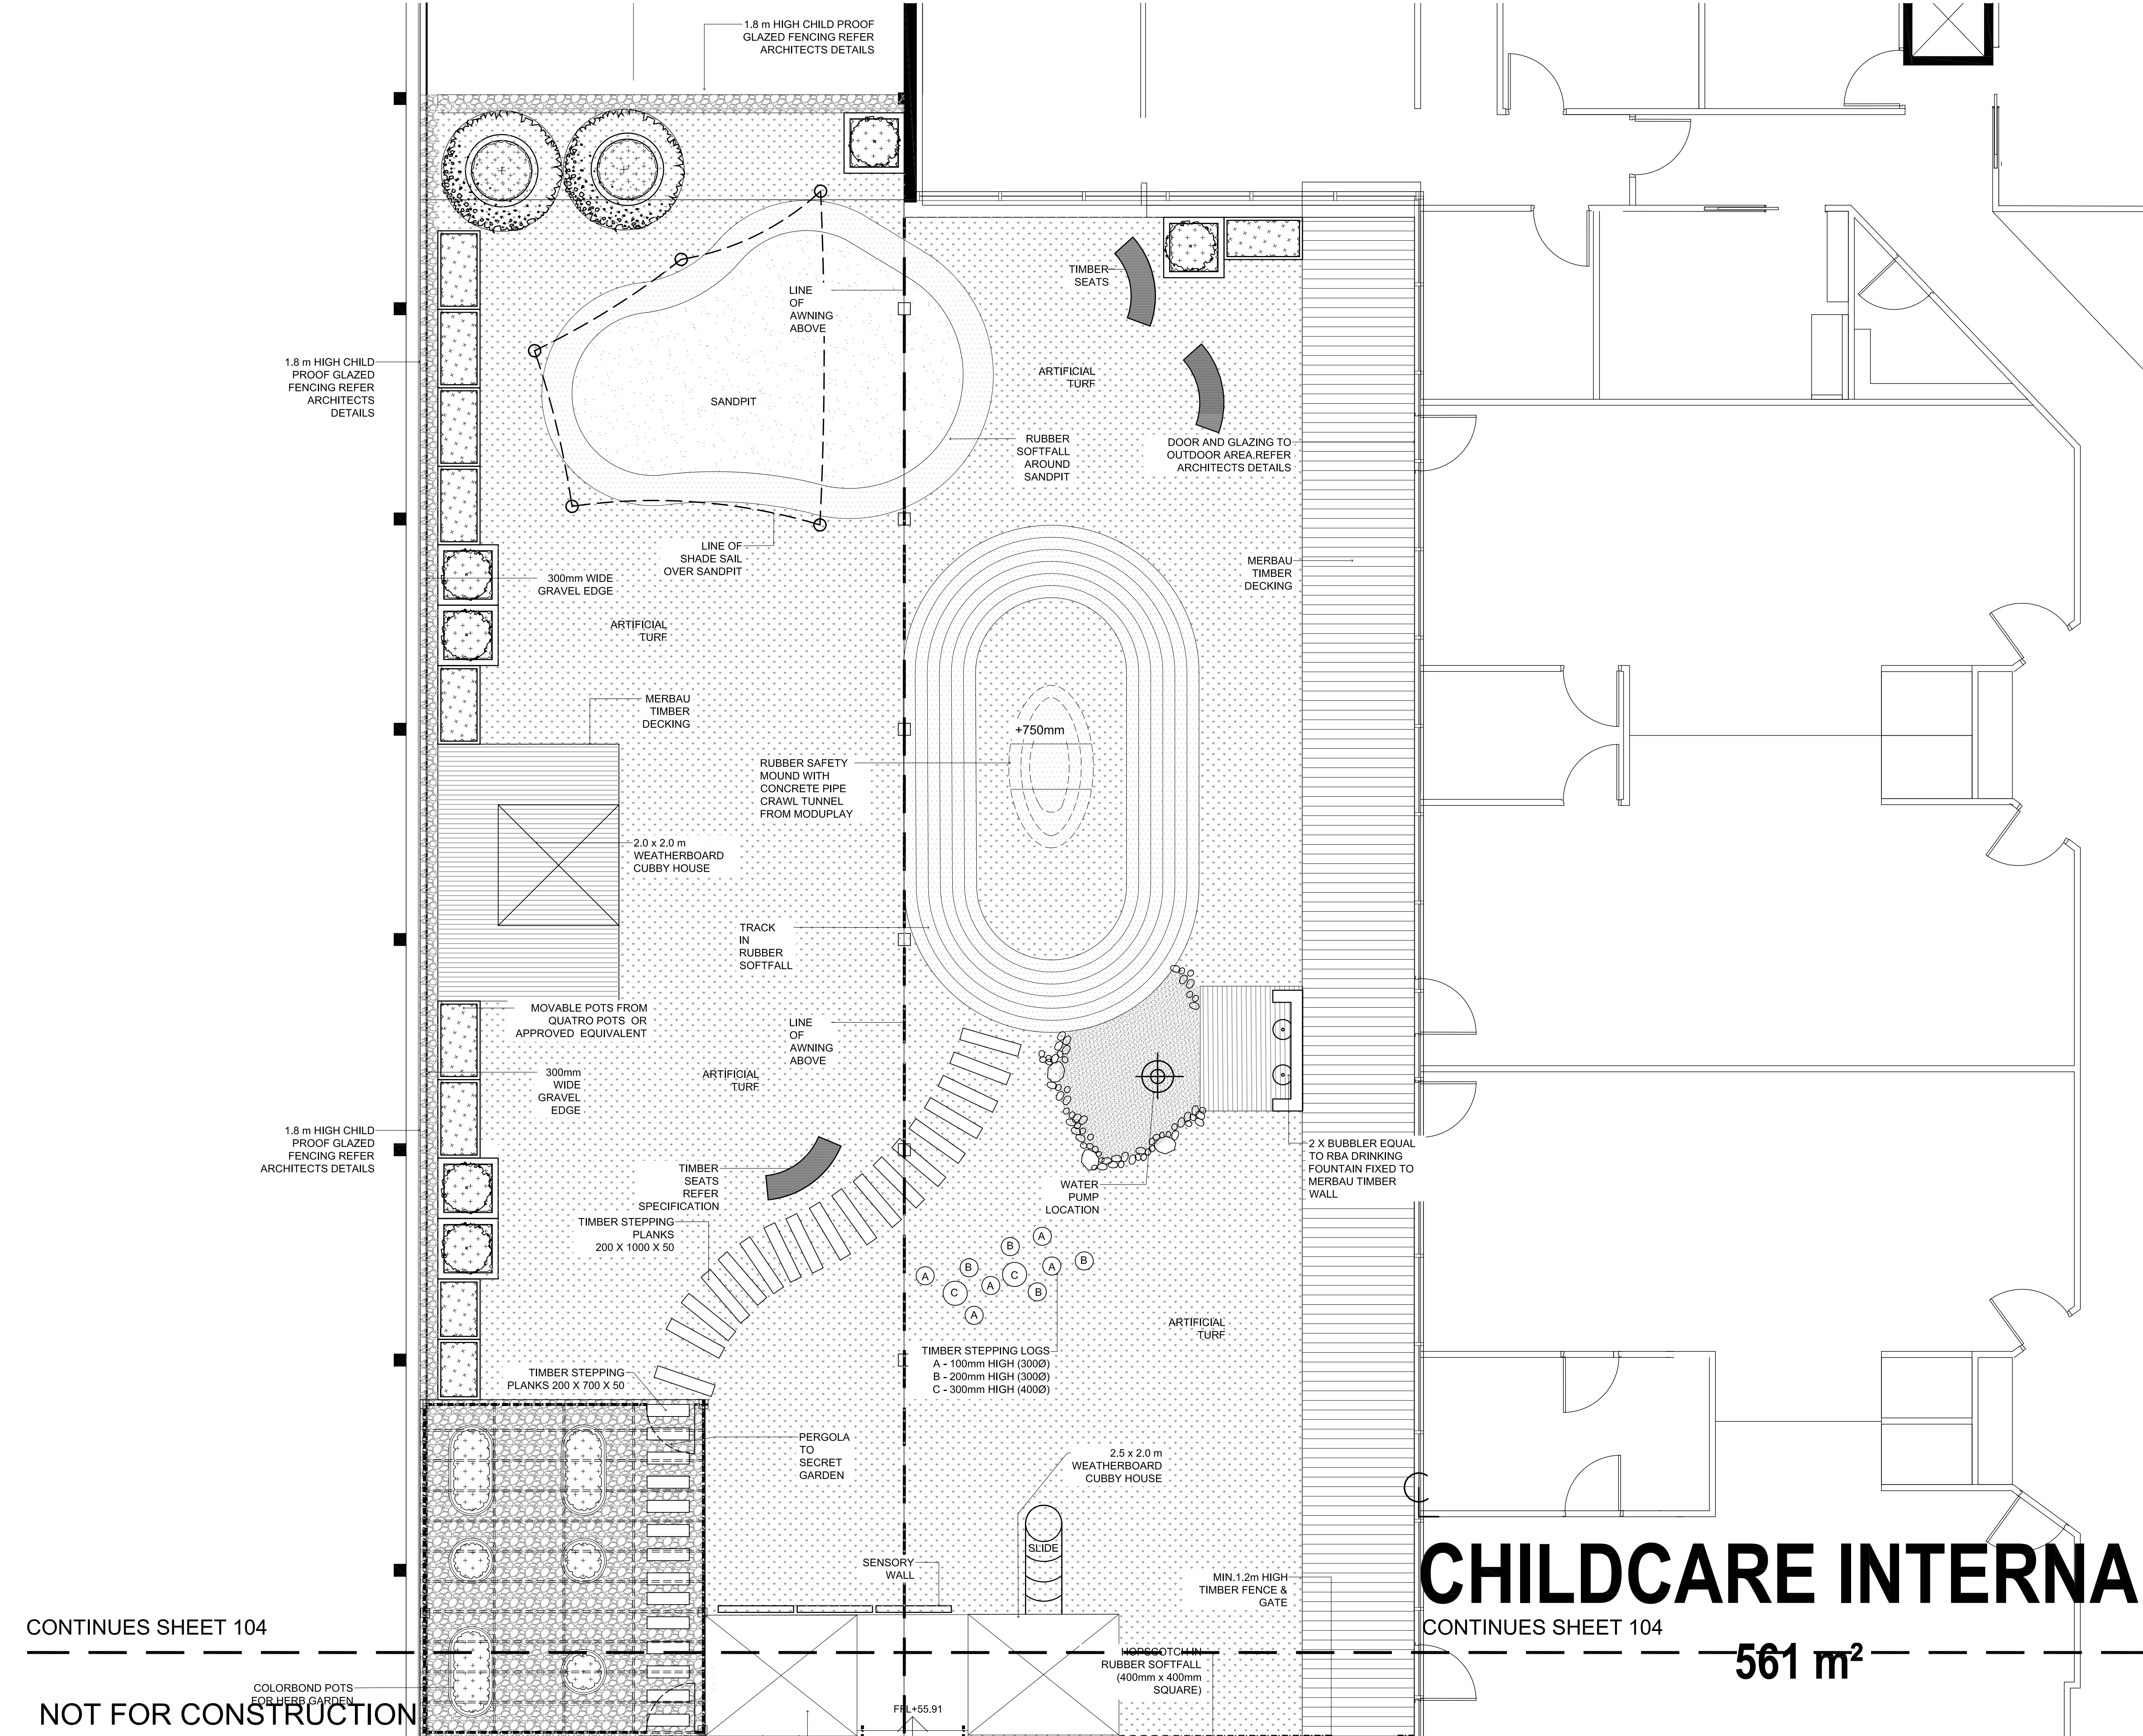 1.8 m HIGH CHILD PROOF
GLAZED FENCING REFER
ARCHITECTS DETAILS
TIMBER
SEATS
LINE
OF
AWNING
ABOVE
1.8 m HIGH CHILD
PROOF GLAZED
FENCING REFER
ARCHITECTS
DETAILS
ARTIFICIAL
TURF
SANDPIT
RUBBER
SOFTFALL
AROUND
SANDPIT
DOOR AND GLAZING TO
OUTDOOR AREA.REFER
ARCHITECTS DETAILS
LINE OF
SHADE SAIL
OVER SANDPIT
MERBAU
TIMBER
DECKING
300mm WIDE
GRAVEL EDGE
ARTIFICIAL
TURF
MERBAU
TIMBER
DECKING
+750mm
RUBBER SAFETY
MOUND WITH
CONCRETE PIPE
CRAWL TUNNEL
FROM MODUPLAY
2.0 x 2.0 m
WEATHERBOARD
CUBBY HOUSE
TRACK
IN
RUBBER
SOFTFALL
MOVABLE POTS FROM
QUATRO POTS OR
APPROVED EQUIVALENT
LINE
OF
AWNING
ABOVE
300mm
WIDE
GRAVEL
EDGE
ARTIFICIAL
TURF
1.8 m HIGH CHILD
PROOF GLAZED
FENCING REFER
ARCHITECTS DETAILS
2 X BUBBLER EQUAL
TO RBA DRINKING
FOUNTAIN FIXED TO
MERBAU TIMBER
WALL
TIMBER
SEATS
REFER
SPECIFICATION
WATER
PUMP
LOCATION
TIMBER STEPPING
PLANKS
200 X 1000 X 50
A
B
B
A
B
A
C
A
B
C
A
ARTIFICIAL
TURF
TIMBER STEPPING LOGS
A - 100mm HIGH (300Ø)
B - 200mm HIGH (300Ø)
C - 300mm HIGH (400Ø)
TIMBER STEPPING
PLANKS 200 X 700 X 50
PERGOLA
TO
SECRET
GARDEN
2.5 x 2.0 m
WEATHERBOARD
CUBBY HOUSE
SLIDE
SENSORY
WALL
MIN.1.2m HIGH
TIMBER FENCE &
GATE
CHILDCARE INTERNA
CONTINUES SHEET 104
CONTINUES SHEET 104
561 m²
HOPSCOTCH IN
RUBBER SOFTFALL
(400mm x 400mm
SQUARE)
COLORBOND POTS
FOR HERB GARDEN
NOT FOR CONSTRUCTION
FFL+55.91